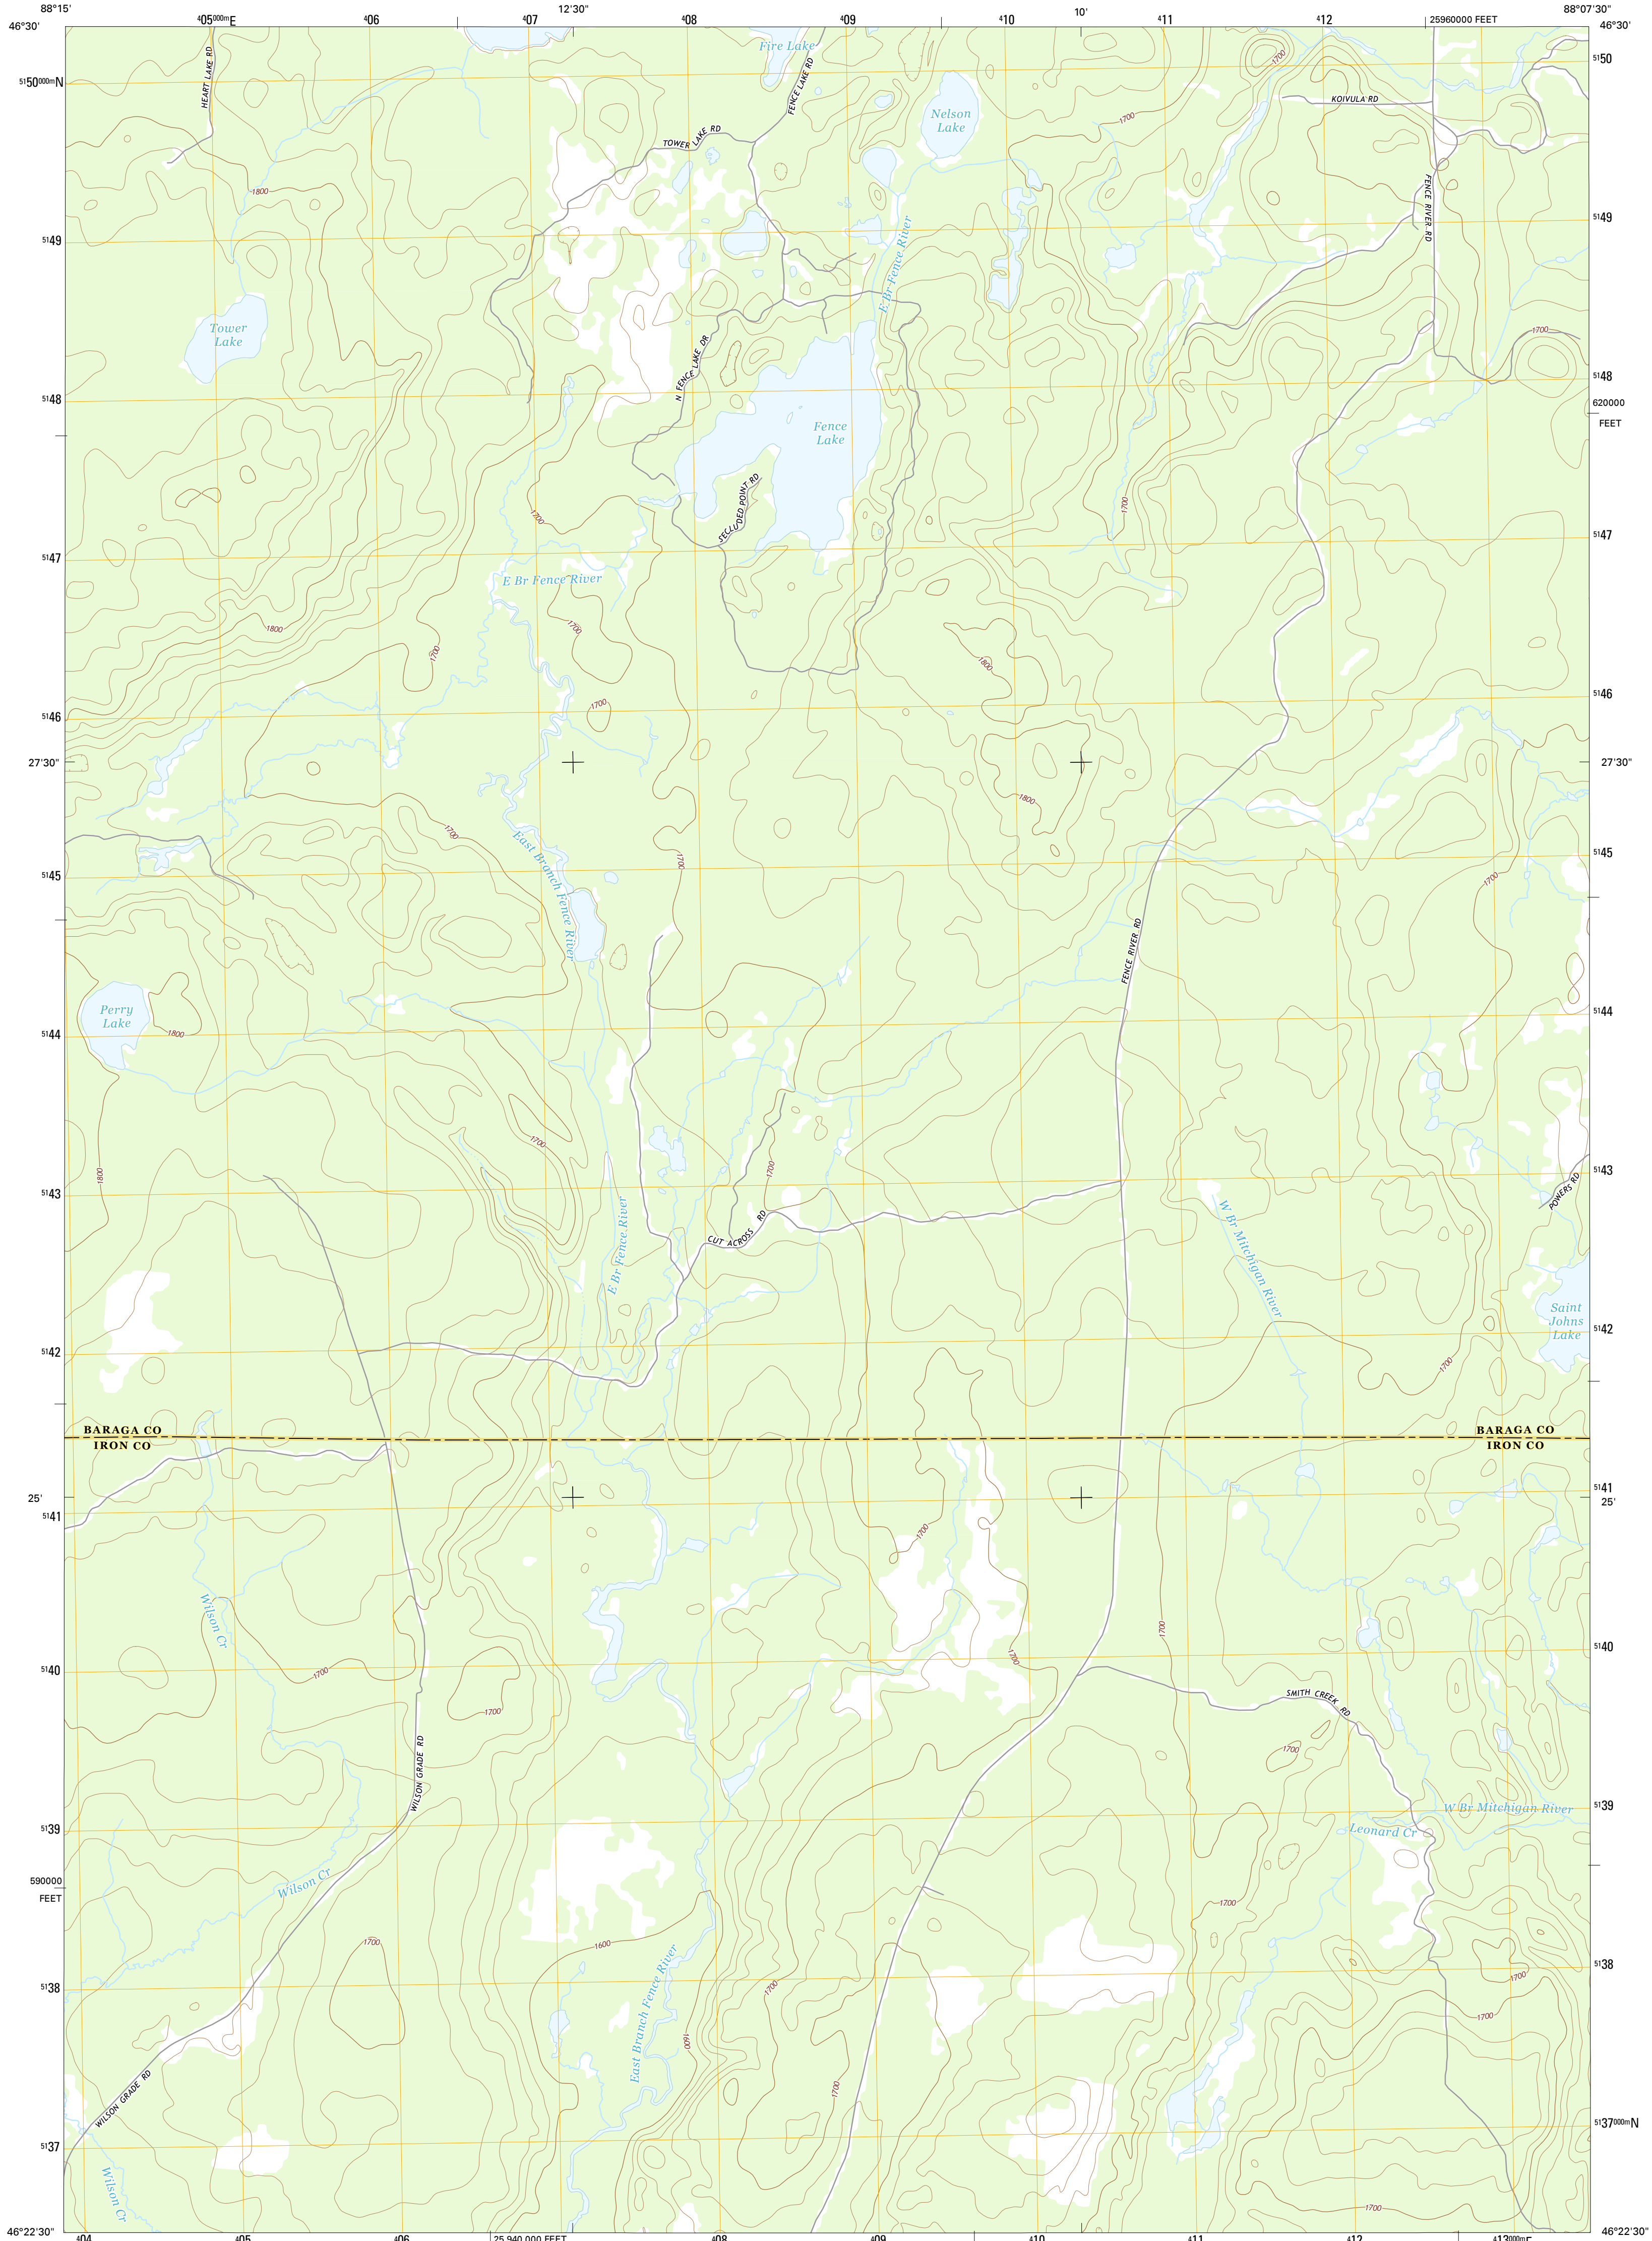 88°15'
⁴05⁰⁰⁰ᵐE
⁴06
⁴07
12'30"
⁴08
⁴09
⁴10
10'
⁴11
⁴12
25960000 FEET
88°07'30"
46°30'
46°30'
Fire Lake
HEART LAKE RD
FENCE LAKE RD
1700
⁵¹50⁰⁰⁰ᵐN
⁵¹50
KOIVULA RD
Nelson
Lake
1700
TOWER LAKE RD
1800
FENCE RIVER RD
⁵¹49
⁵¹49
E Br Fence River
Tower
Lake
1700
N FENCE LAKE DR
⁵¹48
⁵¹48
620000
FEET
Fence
Lake
SECLUDED POINT RD
1700
1700
⁵¹47
⁵¹47
E Br Fence River
1800
1700
1700
1800
⁵¹46
⁵¹46
1700
27'30"
27'30"
1800
1700
East Branch Fence River
1700
⁵¹45
⁵¹45
1700
FENCE RIVER RD
Perry
Lake
1800
⁵¹44
⁵¹44
1700
1800
1700
⁵¹43
⁵¹43
POWERS RD
E Br Fence River
CUT ACROSS RD
W Br Mitchigan River
Saint
Johns
Lake
⁵¹42
⁵¹42
1700
BARAGA CO
IRON CO
BARAGA CO
IRON CO
25'
25'
⁵¹41
⁵¹41
1700
Wilson Cr
1700
1700
1700
⁵¹40
⁵¹40
SMITH CREEK RD
1700
1700
WILSON GRADE RD
⁵¹39
⁵¹39
W Br Mitchigan River
Leonard Cr
Wilson Cr
590000
FEET
1700
1700
1600
East Branch Fence River
1700
1700
1700
⁵¹38
⁵¹38
1600
1700
WILSON GRADE RD
⁵¹37
⁵¹37⁰⁰⁰ᵐN
Wilson Cr
1700
46°22'30"
46°22'30"
⁴04
⁴05
⁴06
25 940 000 FEET
⁴08
⁴09
⁴10
⁴11
⁴12
⁴13⁰⁰⁰ᵐE